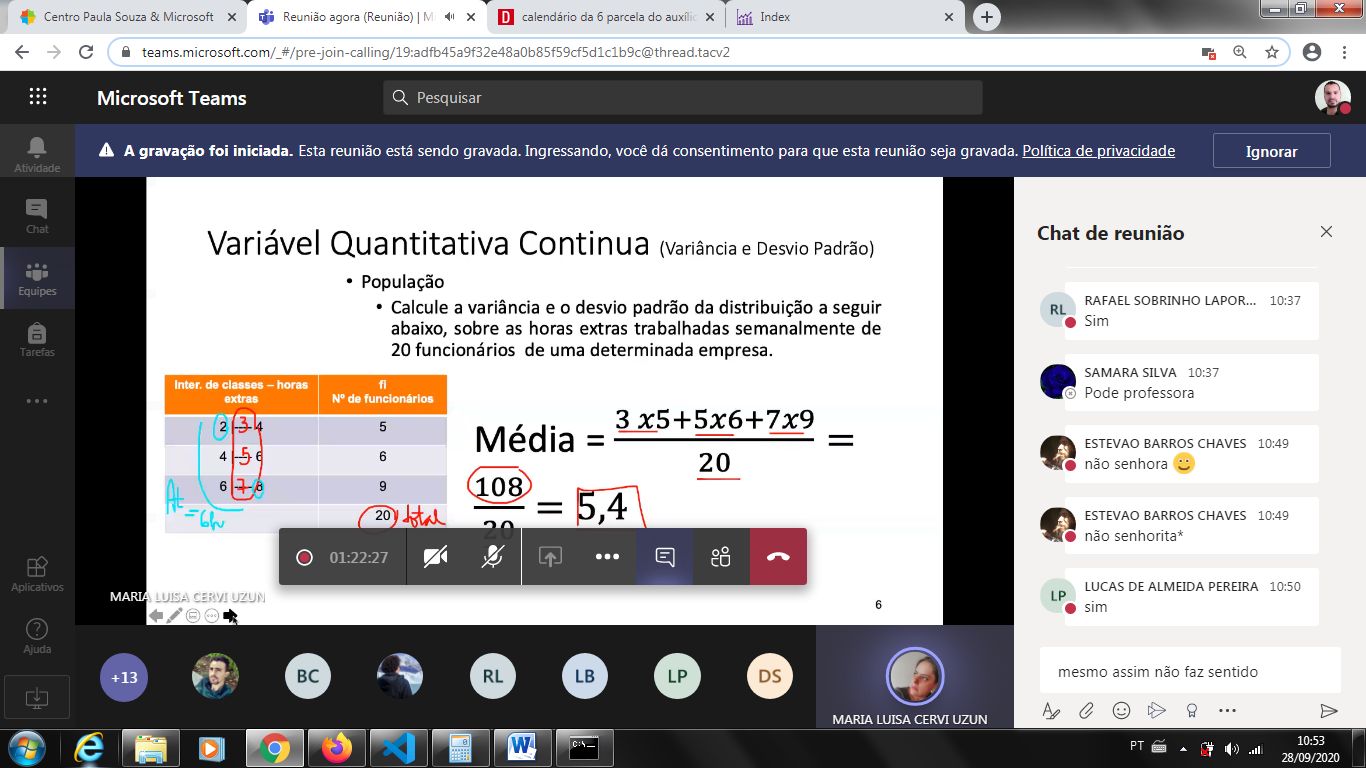 Centro Paula Souza & Microsoft
Reunião agora (Reunião) | Mi
calendário da 6 parcela do auxílio
Index
teams.microsoft.com/_#/pre-join-calling/19:adfb45a9f32e48a0b85f59cf5d1c1b9c@thread.tacv2
Microsoft Teams
Pesquisar
A gravação foi iniciada. Esta reunião está sendo gravada. Ingressando, você dá consentimento para que esta reunião seja gravada. Política de privacidade
Ignorar
Atividade
Chat
Equipes
Tarefas
Aplicativos
Ajuda
Variável Quantitativa Continua (Variância e Desvio Padrão)
• População
• Calcule a variância e o desvio padrão da distribuição a seguir
abaixo, sobre as horas extras trabalhadas semanalmente de
20 funcionários de uma determinada empresa.
Inter. de classes – horas
extras
fi
Nº de funcionários
2 |---- 4 5
3
4 |---- 6 6
5
6 |---- 8 9
7
20 total
At
= 6h
Média = 3 x5+5x6+7x9 / 20 =
108 / 20 = 5,4
01:22:27
MARIA LUISA CERVI UZUN
6
+13
BC
RL
LB
LP
DS
MARIA LUISA CERVI UZUN
Chat de reunião
RL
RAFAEL SOBRINHO LAPOR... 10:37
Sim
SAMARA SILVA 10:37
Pode professora
ESTEVAO BARROS CHAVES 10:49
não senhora
ESTEVAO BARROS CHAVES 10:49
não senhorita*
LP
LUCAS DE ALMEIDA PEREIRA 10:50
sim
mesmo assim não faz sentido
PT
10:53
28/09/2020